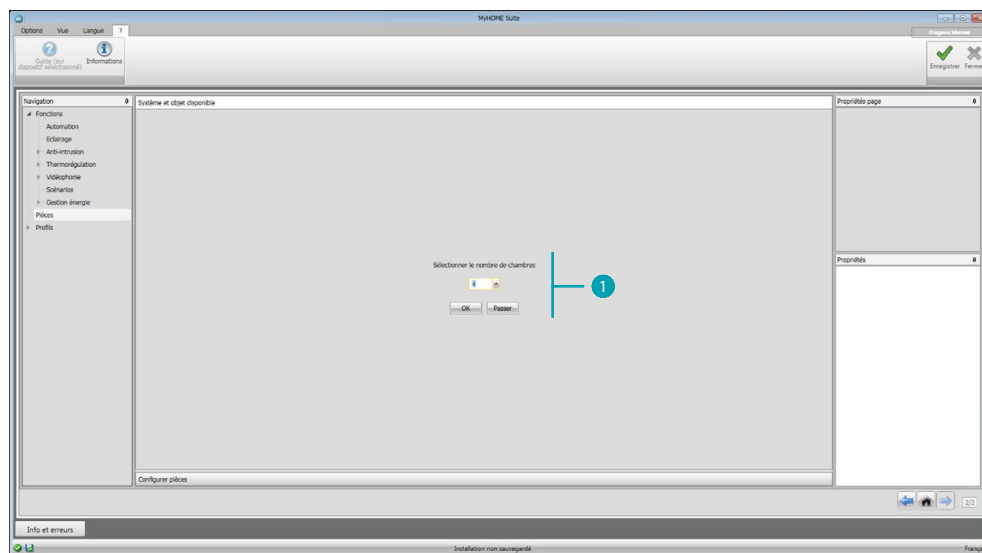 MyHOME Suite
Options Vue Langue ?
Guide (sur dispositif sélectionné)
Informations
Enregistrer Ferme
Navigation
Système et objet disponible
Propriétés page
Fonctions
Automation
Eclairage
Anti-intrusion
Thermorégulation
Vidéophonie
Scénarios
Gestion énergie
Pièces
Profils
Sélectionner le nombre de chambres
4
OK Passer
1
Propriétés
Configurer pièces
2/2
Info et erreurs
Installation non sauvegardé
França